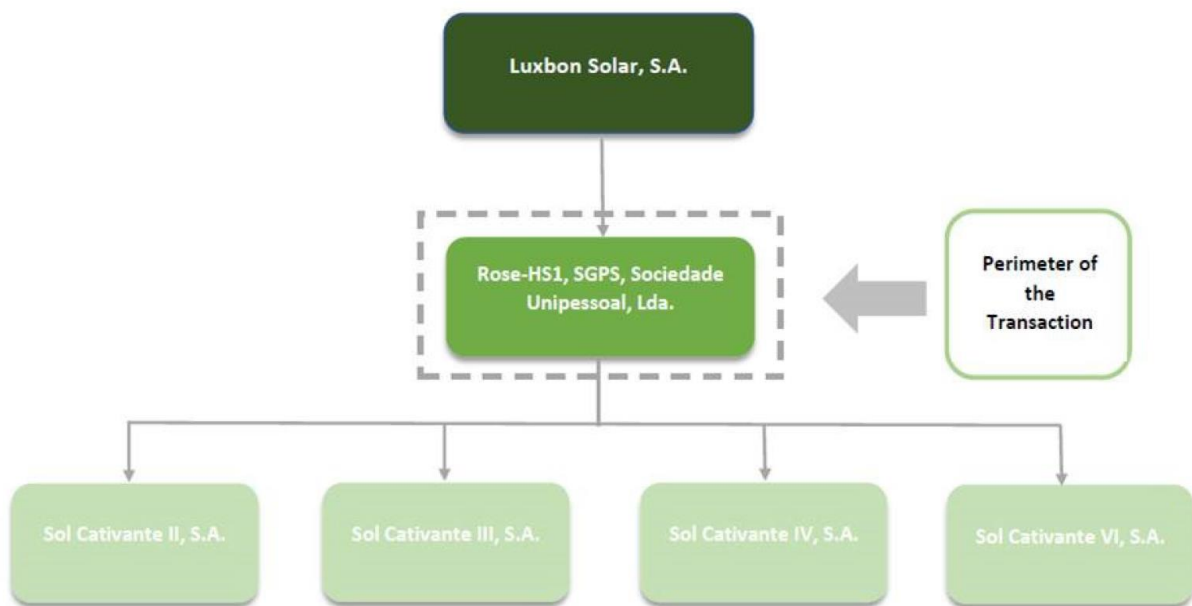 Luxbon Solar, S.A.
Rose-HS1, SGPS, Sociedade
Unipessoal, Lda.
Perimeter of
the
Transaction
Sol Cativante II, S.A.
Sol Cativante III, S.A.
Sol Cativante IV, S.A.
Sol Cativante VI, S.A.